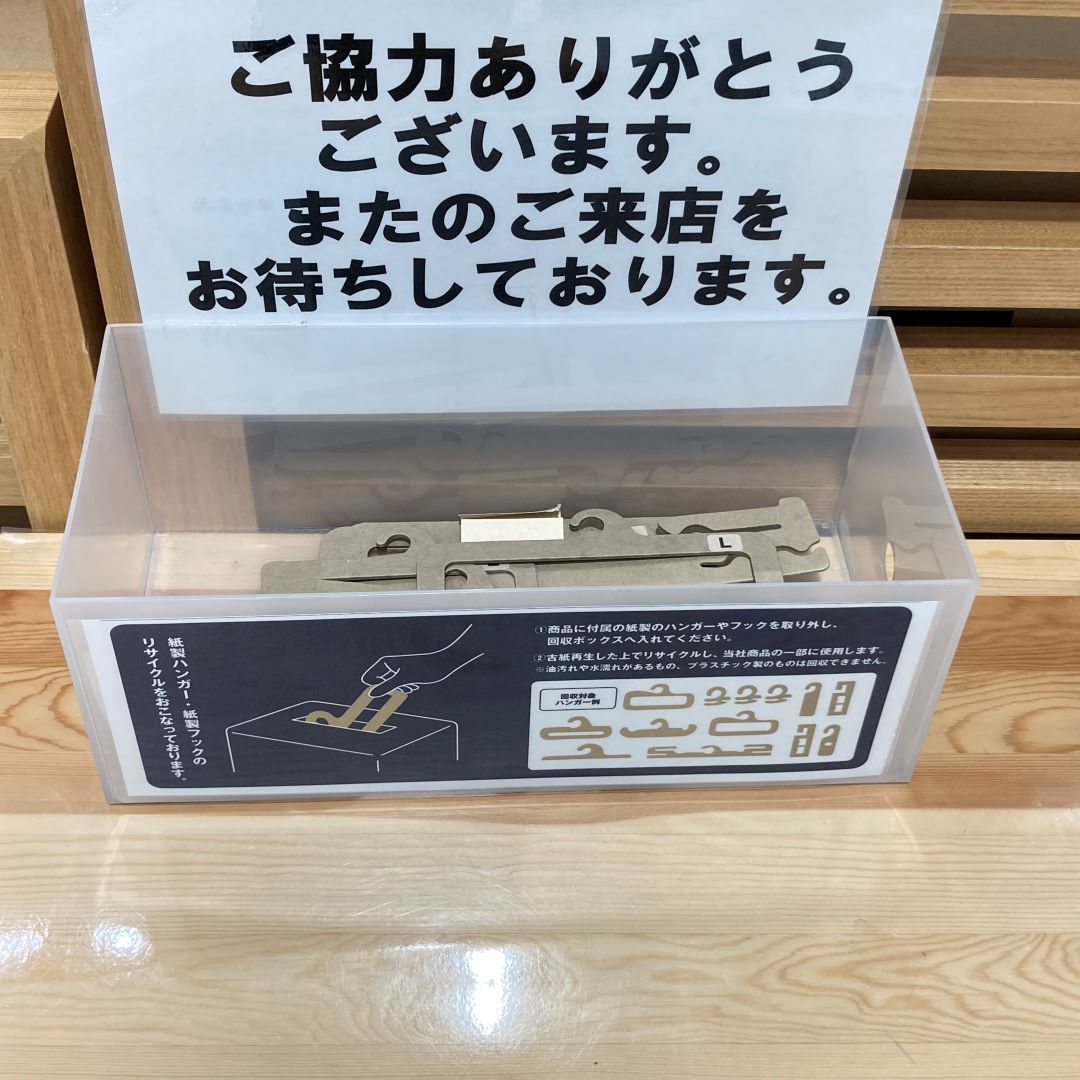 ご協力ありがとう
ございます。
またのご来店を
お待ちしております。
L
紙製ハンガー・紙製フックの
リサイクルをおこなっております。
①商品に付属の紙製のハンガーやフックを取り外し、
回収ボックスへ入れてください。
②古紙再生した上でリサイクルし、当社商品の一部に使用します。
※油汚れや水濡れがあるもの、プラスチック製のものは回収できません。
回収対象
ハンガー例